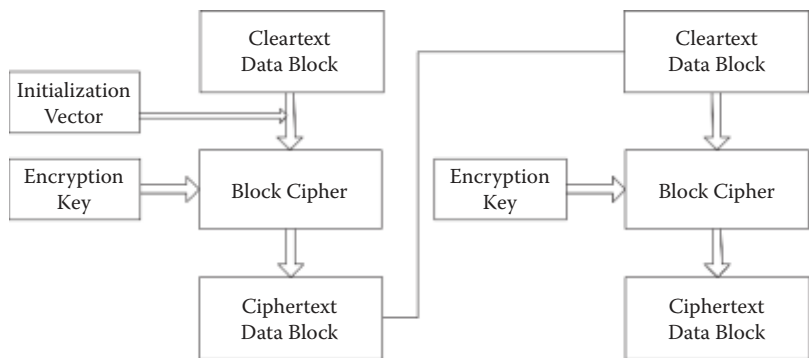 Cleartext
Data Block
Cleartext
Data Block
Initialization
Vector
Encryption
Key
Block Cipher
Encryption
Key
Block Cipher
Ciphertext
Data Block
Ciphertext
Data Block